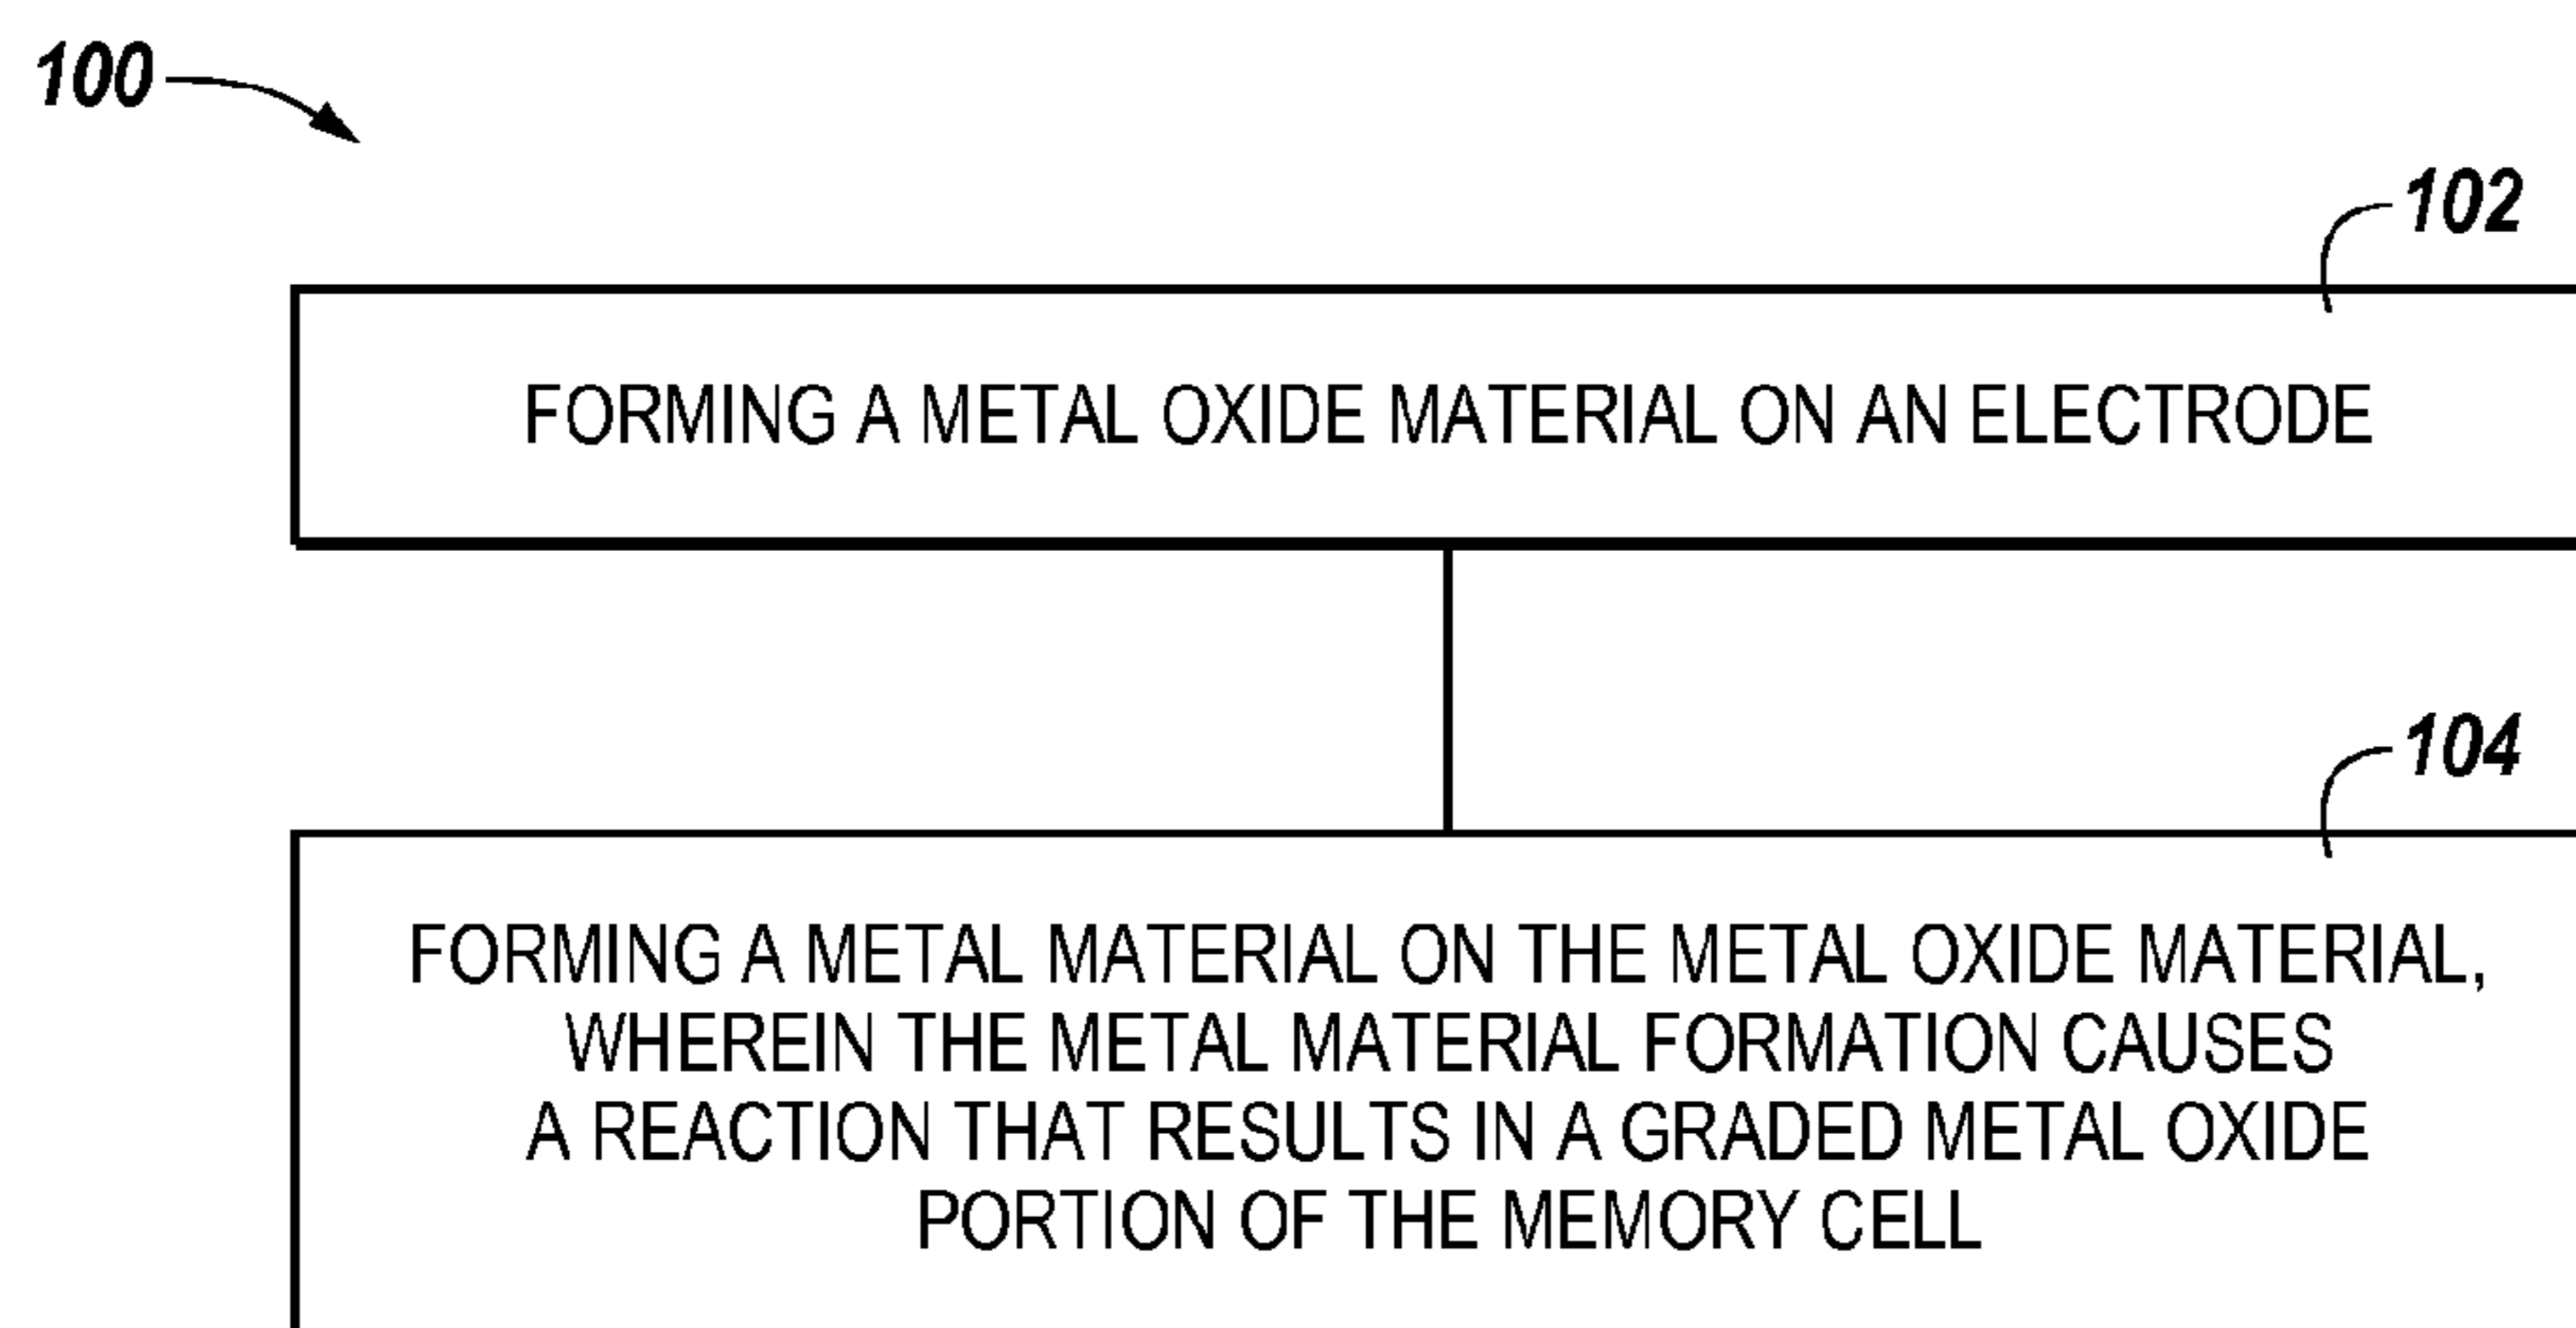 100
102
FORMING A METAL OXIDE MATERIAL ON AN ELECTRODE
104
FORMING A METAL MATERIAL ON THE METAL OXIDE MATERIAL,
WHEREIN THE METAL MATERIAL FORMATION CAUSES
A REACTION THAT RESULTS IN A GRADED METAL OXIDE
PORTION OF THE MEMORY CELL